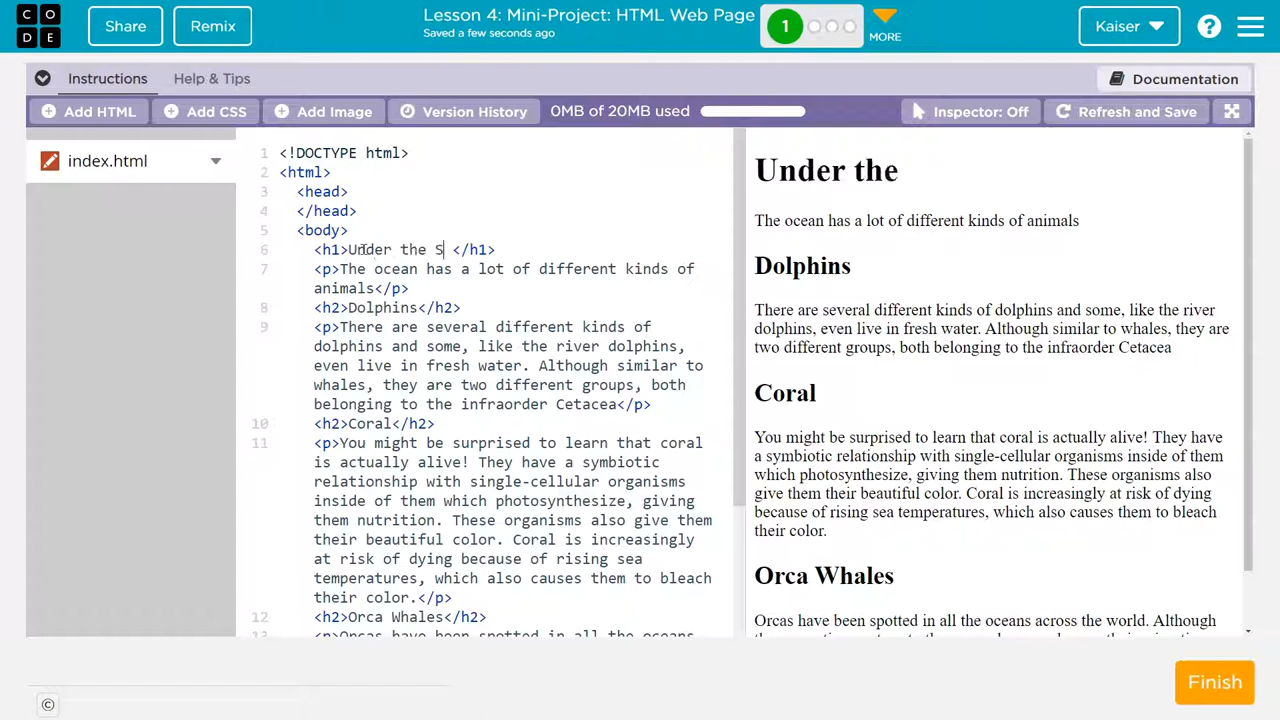 CODE
Share
Remix
Lesson 4: Mini-Project: HTML Web Page
Saved a few seconds ago
1
MORE
Kaiser
?
Instructions
Help & Tips
Documentation
Add HTML
Add CSS
Add Image
Version History
0MB of 20MB used
Inspector: Off
Refresh and Save
index.html
1 <!DOCTYPE html>
2 <html>
3 <head>
4 </head>
5 <body>
6 <h1>Under the S </h1>
7 <p>The ocean has a lot of different kinds of
animals</p>
8 <h2>Dolphins</h2>
9 <p>There are several different kinds of
dolphins and some, like the river dolphins,
even live in fresh water. Although similar to
whales, they are two different groups, both
belonging to the infraorder Cetacea</p>
10 <h2>Coral</h2>
11 <p>You might be surprised to learn that coral
is actually alive! They have a symbiotic
relationship with single-cellular organisms
inside of them which photosynthesize, giving
them nutrition. These organisms also give them
their beautiful color. Coral is increasingly
at risk of dying because of rising sea
temperatures, which also causes them to bleach
their color.</p>
12 <h2>Orca Whales</h2>
13 <p>Orcas have been spotted in all the oceans
Under the
The ocean has a lot of different kinds of animals
Dolphins
There are several different kinds of dolphins and some, like the river
dolphins, even live in fresh water. Although similar to whales, they are
two different groups, both belonging to the infraorder Cetacea
Coral
You might be surprised to learn that coral is actually alive! They have
a symbiotic relationship with single-cellular organisms inside of them
which photosynthesize, giving them nutrition. These organisms also
give them their beautiful color. Coral is increasingly at risk of dying
because of rising sea temperatures, which also causes them to bleach
their color.
Orca Whales
Orcas have been spotted in all the oceans across the world. Although
Finish
©